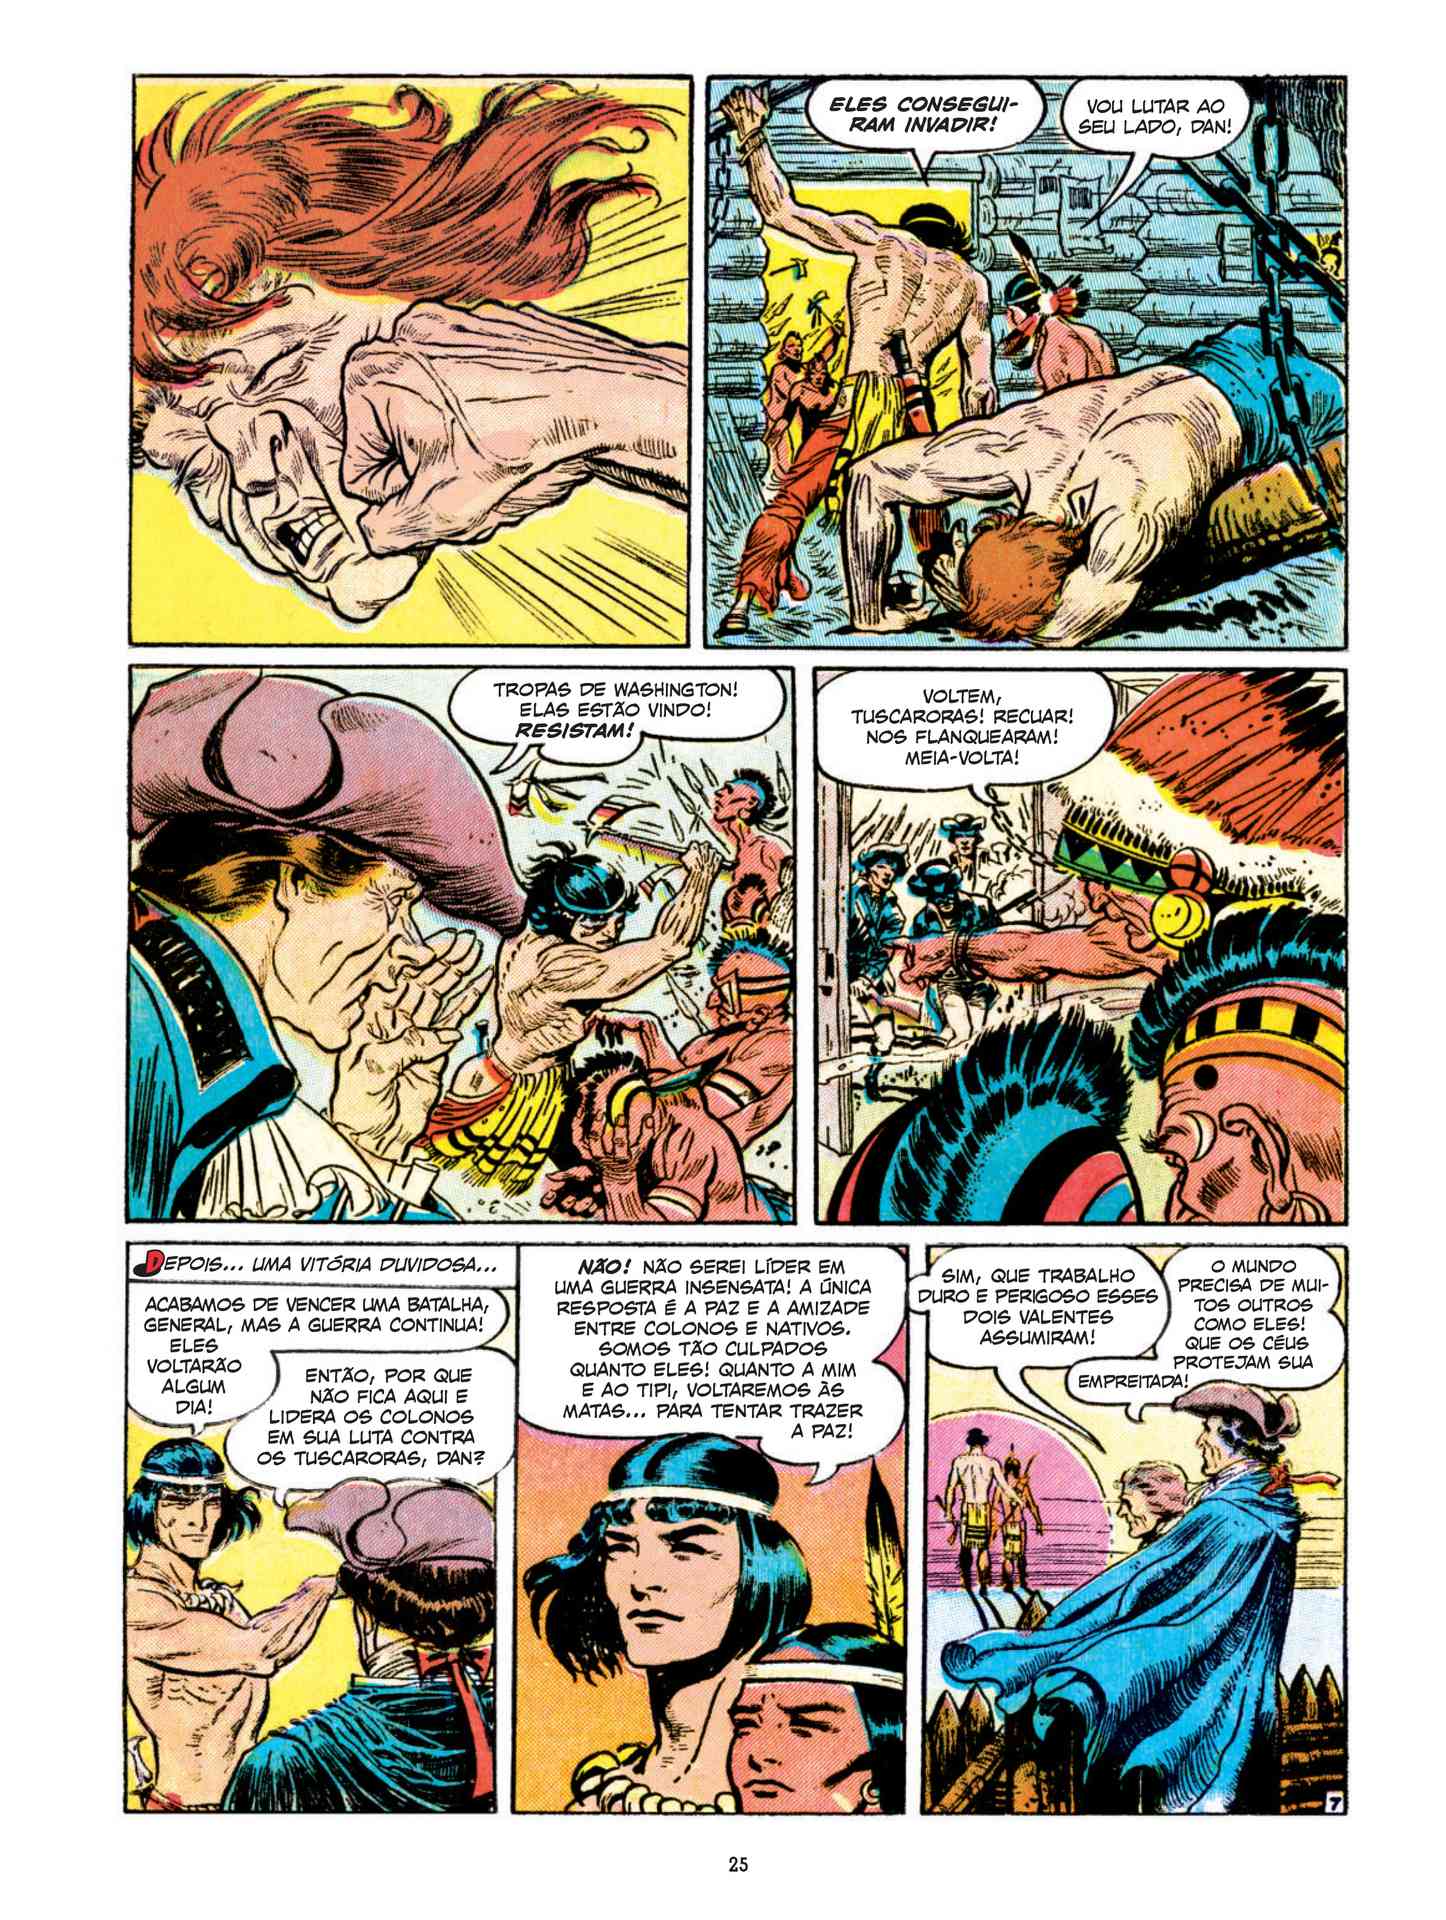 ELES CONSEGUI-
RAM INVADIR!
VOU LUTAR AO
SEU LADO, DAN!
TROPAS DE WASHINGTON!
ELAS ESTÃO VINDO!
RESISTAM!
VOLTEM,
TUSCARORAS! RECUAR!
NOS FLANQUEARAM!
MEIA-VOLTA!
DEPOIS... UMA VITÓRIA DUVIDOSA...
ACABAMOS DE VENCER UMA BATALHA,
GENERAL, MAS A GUERRA CONTINUA!
ELES
VOLTARÃO
ALGUM
DIA!
ENTÃO, POR QUE
NÃO FICA AQUI E
LIDERA OS COLONOS
EM SUA LUTA CONTRA
OS TUSCARORAS, DAN?
NÃO! NÃO SEREI LÍDER EM
UMA GUERRA INSENSATA! A ÚNICA
RESPOSTA É A PAZ E A AMIZADE
ENTRE COLONOS E NATIVOS.
SOMOS TÃO CULPADOS
QUANTO ELES! QUANTO A MIM
E AO TIPI, VOLTAREMOS ÀS
MATAS... PARA TENTAR TRAZER
A PAZ!
SIM, QUE TRABALHO
DURO E PERIGOSO ESSES
DOIS VALENTES
ASSUMIRAM!
O MUNDO
PRECISA DE MUI-
TOS OUTROS
COMO ELES!
QUE OS CÉUS
PROTEJAM SUA
EMPREITADA!
7
25